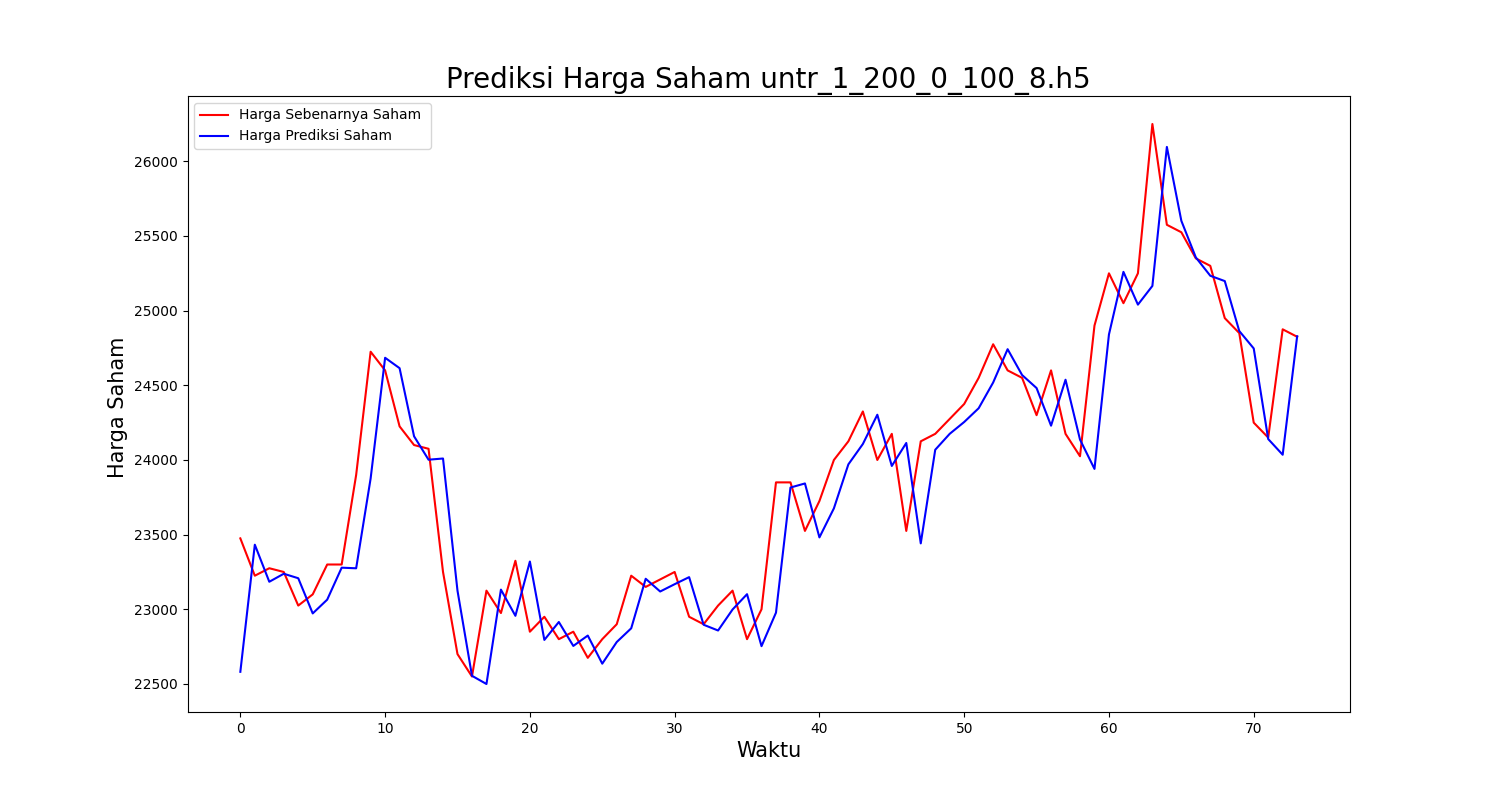 Prediksi Harga Saham untr_1_200_0_100_8.h5
Harga Sebenarnya Saham
Harga Prediksi Saham
26000
25500
25000
24500
24000
23500
23000
22500
Harga Saham
0 10 20 30 40 50 60 70
Waktu